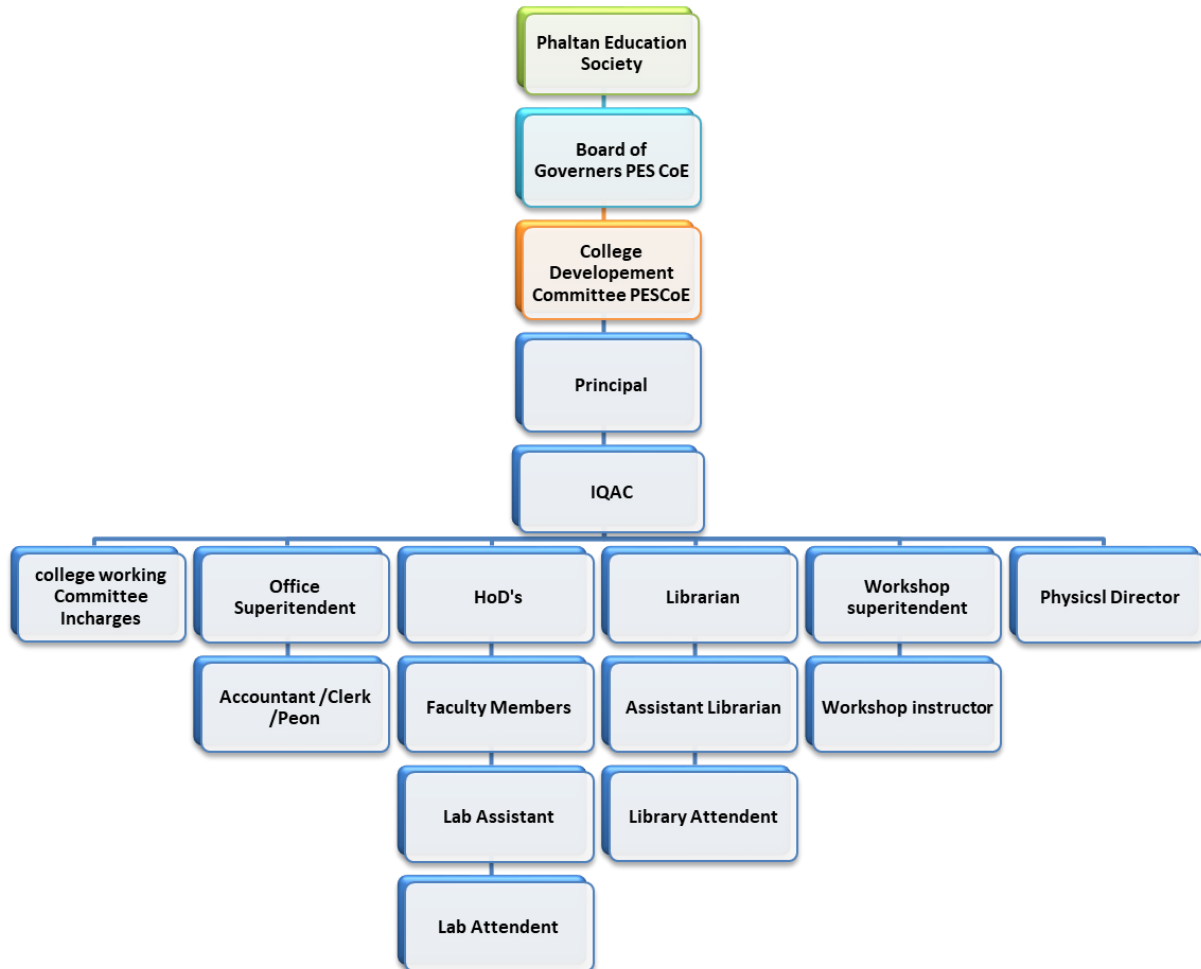 Phaltan Education
Society
Board of
Governers PES CoE
College
Developement
Committee PESCoE
Principal
IQAC
college working
Committee
Incharges
Office
Superitendent
HoD's
Librarian
Workshop
superitendent
Physicsl Director
Accountant /Clerk
/Peon
Faculty Members
Assistant Librarian
Workshop instructor
Lab Assistant
Library Attendent
Lab Attendent